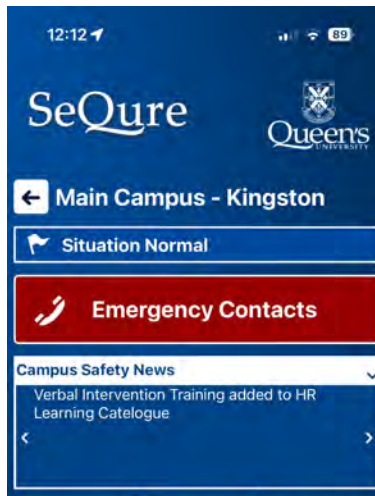 12:12
89
SeQure
Queen's
UNIVERSITY
Main Campus - Kingston
Situation Normal
Emergency Contacts
Campus Safety News
Verbal Intervention Training added to HR
Learning Catelogue